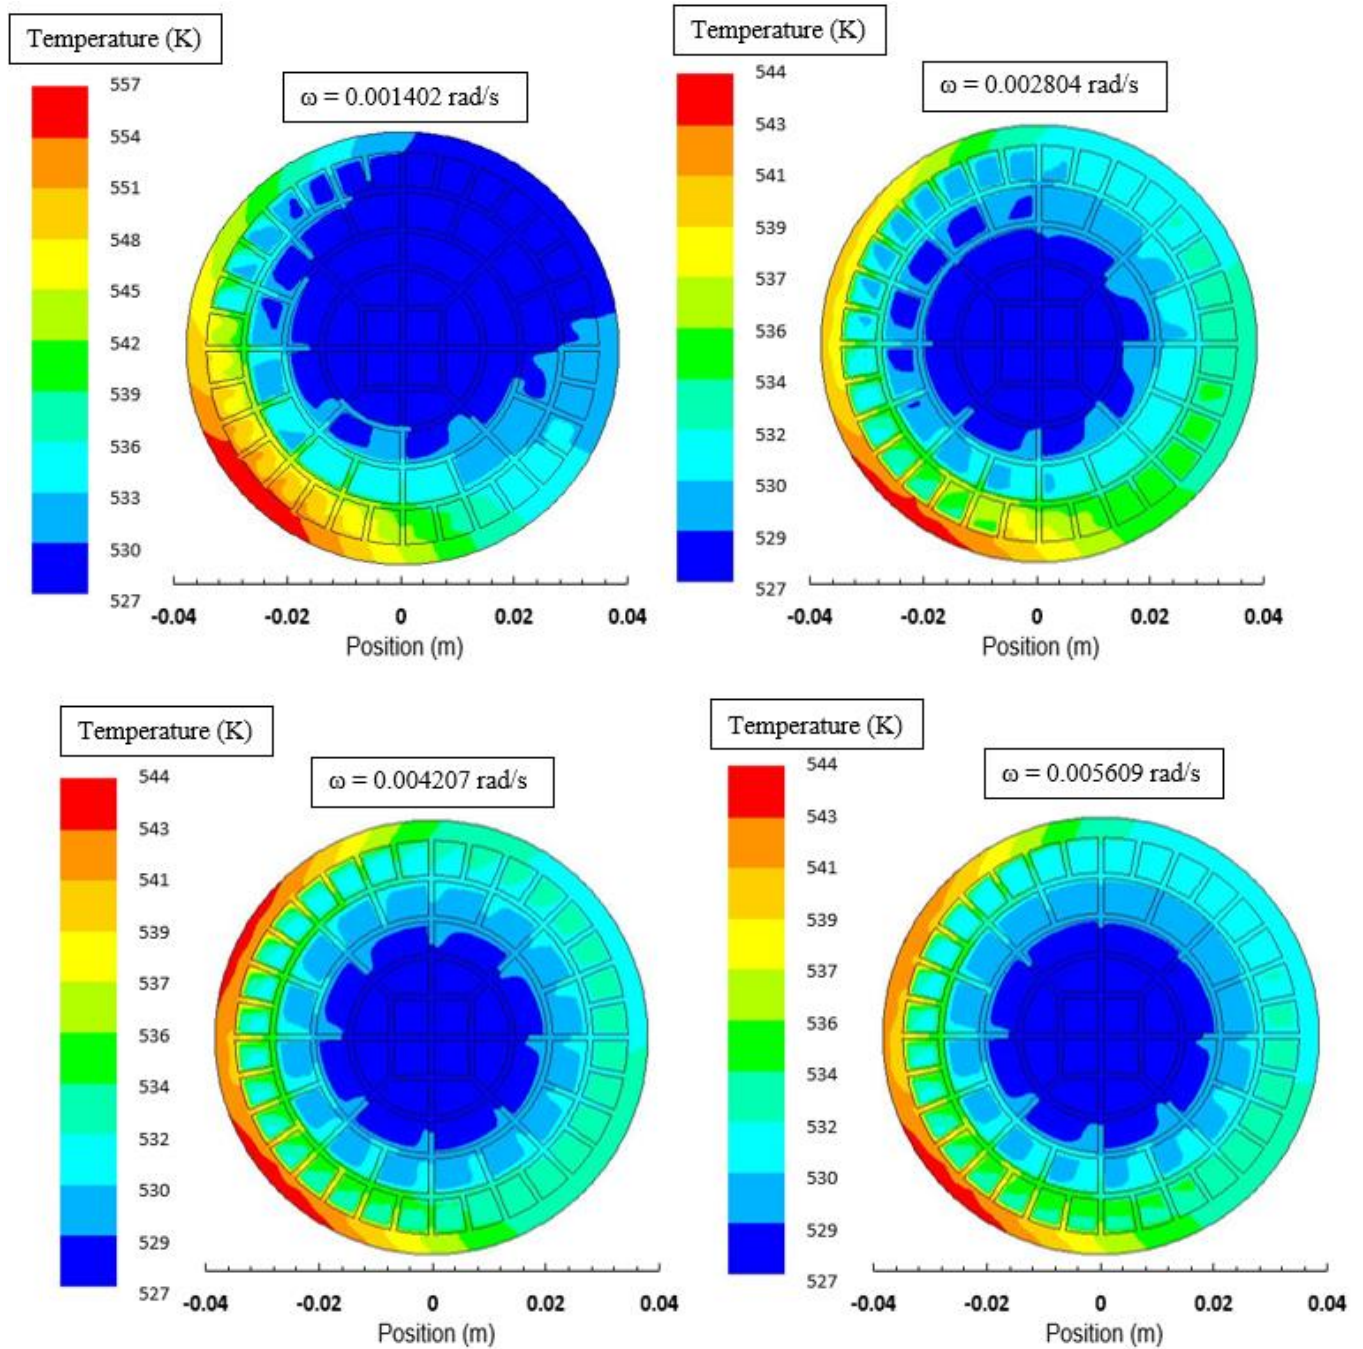 Temperature (K)
557
554
551
548
545
542
539
536
533
530
527
ω = 0.001402 rad/s
-0.04 -0.02 0 0.02 0.04
Position (m)
Temperature (K)
544
543
541
539
537
536
534
532
530
529
527
ω = 0.002804 rad/s
-0.04 -0.02 0 0.02 0.04
Position (m)
Temperature (K)
544
543
541
539
537
536
534
532
530
529
527
ω = 0.004207 rad/s
-0.04 -0.02 0 0.02 0.04
Position (m)
Temperature (K)
544
543
541
539
537
536
534
532
530
529
527
ω = 0.005609 rad/s
-0.04 -0.02 0 0.02 0.04
Position (m)